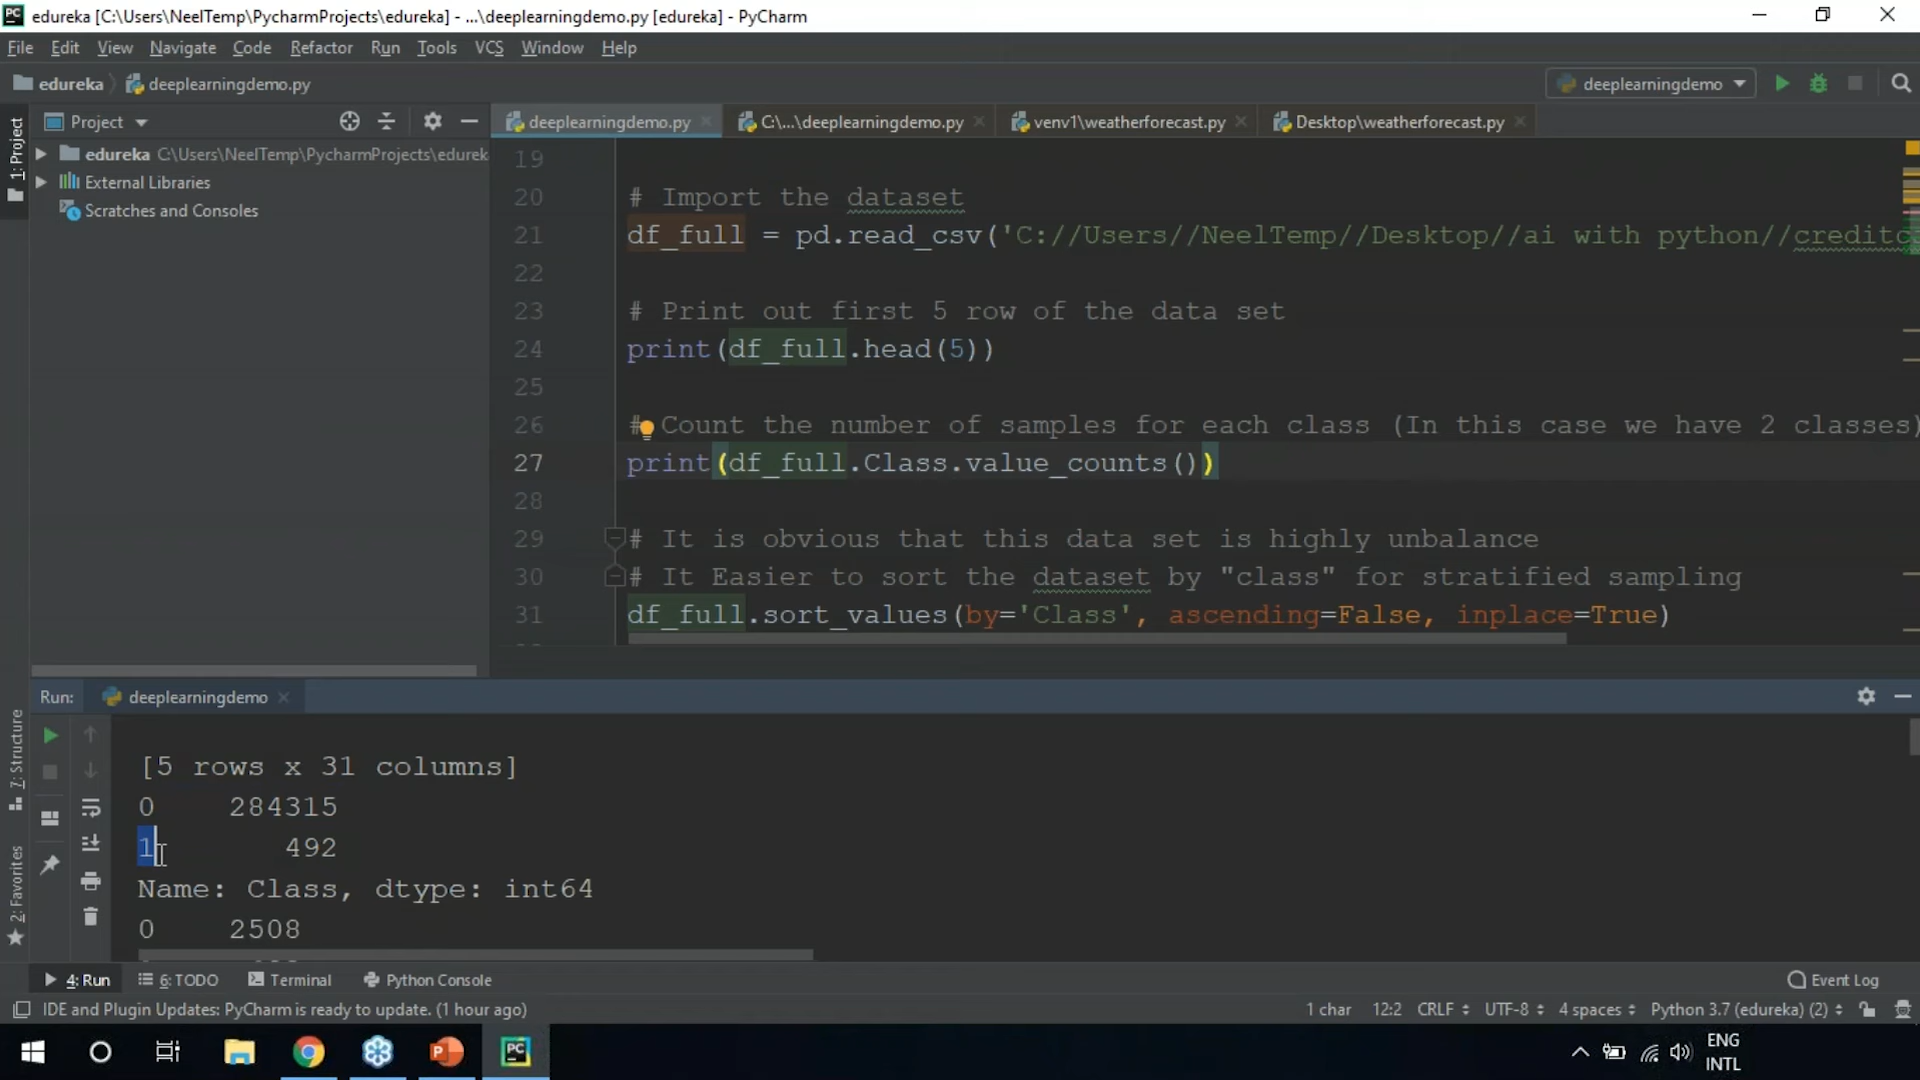 PC edureka [C:\Users\NeelTemp\PycharmProjects\edureka] - ...\deeplearningdemo.py [edureka] - PyCharm
File Edit View Navigate Code Refactor Run Tools VCS Window Help
edureka deeplearningdemo.py deeplearningdemo
Project deeplearningdemo.py C:\...\deeplearningdemo.py venv1\weatherforecast.py Desktop\weatherforecast.py
1: Project
edureka C:\Users\NeelTemp\PycharmProjects\edurek
External Libraries
Scratches and Consoles
19
20 # Import the dataset
21 df_full = pd.read_csv('C://Users//NeelTemp//Desktop//ai with python//creditc
22
23 # Print out first 5 row of the data set
24 print(df_full.head(5))
25
26 # Count the number of samples for each class (In this case we have 2 classes)
27 print(df_full.Class.value_counts())
28
29 # It is obvious that this data set is highly unbalance
30 # It Easier to sort the dataset by "class" for stratified sampling
31 df_full.sort_values(by='Class', ascending=False, inplace=True)
Run: deeplearningdemo
7: Structure
2: Favorites
[5 rows x 31 columns]
0 284315
1 492
Name: Class, dtype: int64
0 2508
4: Run 6: TODO Terminal Python Console Event Log
IDE and Plugin Updates: PyCharm is ready to update. (1 hour ago) 1 char 12:2 CRLF UTF-8 4 spaces Python 3.7 (edureka) (2)
ENG
INTL